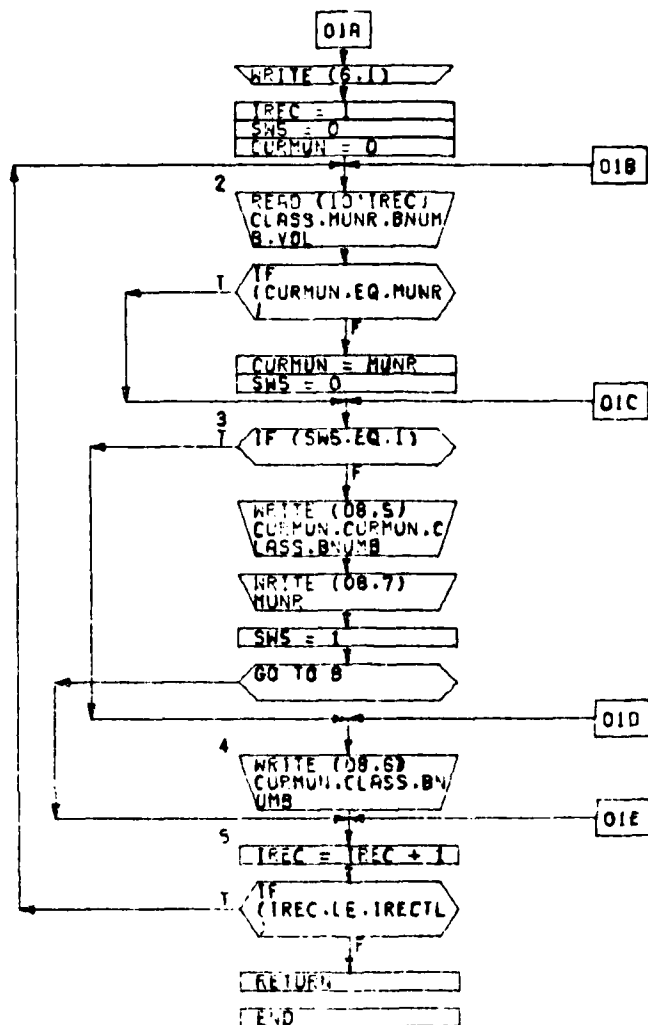 01A
WRITE (6.1)
IREC = 1
SWS = 0
CURMUN = 0
01B
2
READ (10'IREC)
CLASS.MUNR.BNUM
B.VOL
IF
T
(CURMUN.EQ.MUNR
)
F
CURMUN = MUNR
SWS = 0
01C
3
T
IF (SWS.EQ.1)
F
WRITE (08.5)
CURMUN.CURMUN.C
LASS.BNUMB
WRITE (08.7)
MUNR
SWS = 1
GO TO 8
01D
4
WRITE (08.6)
CURMUN.CLASS.BN
UMB
01E
5
IREC = IREC + 1
IF
T
(IREC.LE.IRECTL
)
F
RETURN
END